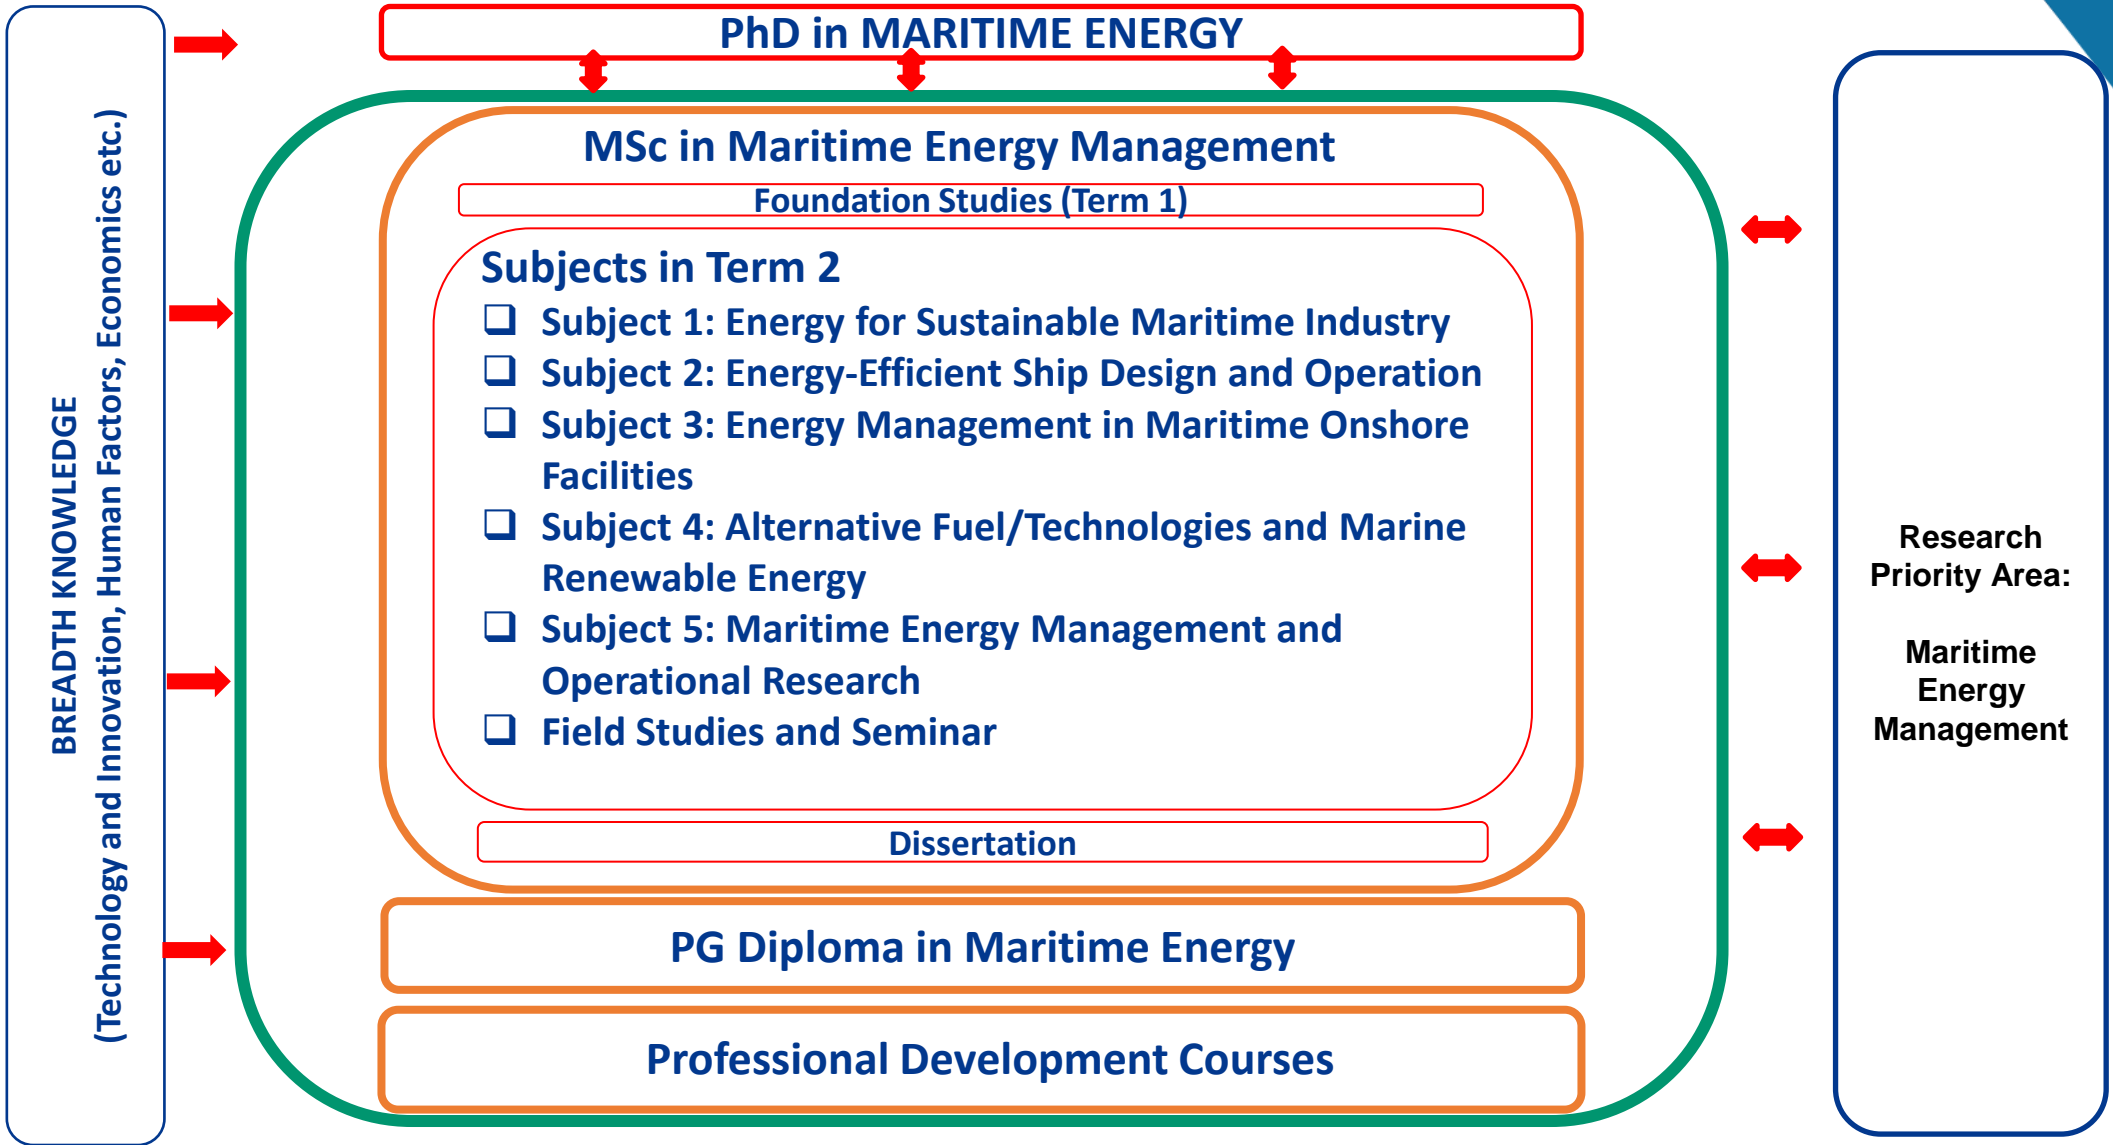 BREADTH KNOWLEDGE
(Technology and Innovation, Human Factors, Economics etc.)
PhD in MARITIME ENERGY
MSc in Maritime Energy Management
Foundation Studies (Term 1)
Subjects in Term 2
❑ Subject 1: Energy for Sustainable Maritime Industry
❑ Subject 2: Energy-Efficient Ship Design and Operation
❑ Subject 3: Energy Management in Maritime Onshore
Facilities
❑ Subject 4: Alternative Fuel/Technologies and Marine
Renewable Energy
❑ Subject 5: Maritime Energy Management and
Operational Research
❑ Field Studies and Seminar
Dissertation
PG Diploma in Maritime Energy
Professional Development Courses
Research
Priority Area:
Maritime
Energy
Management